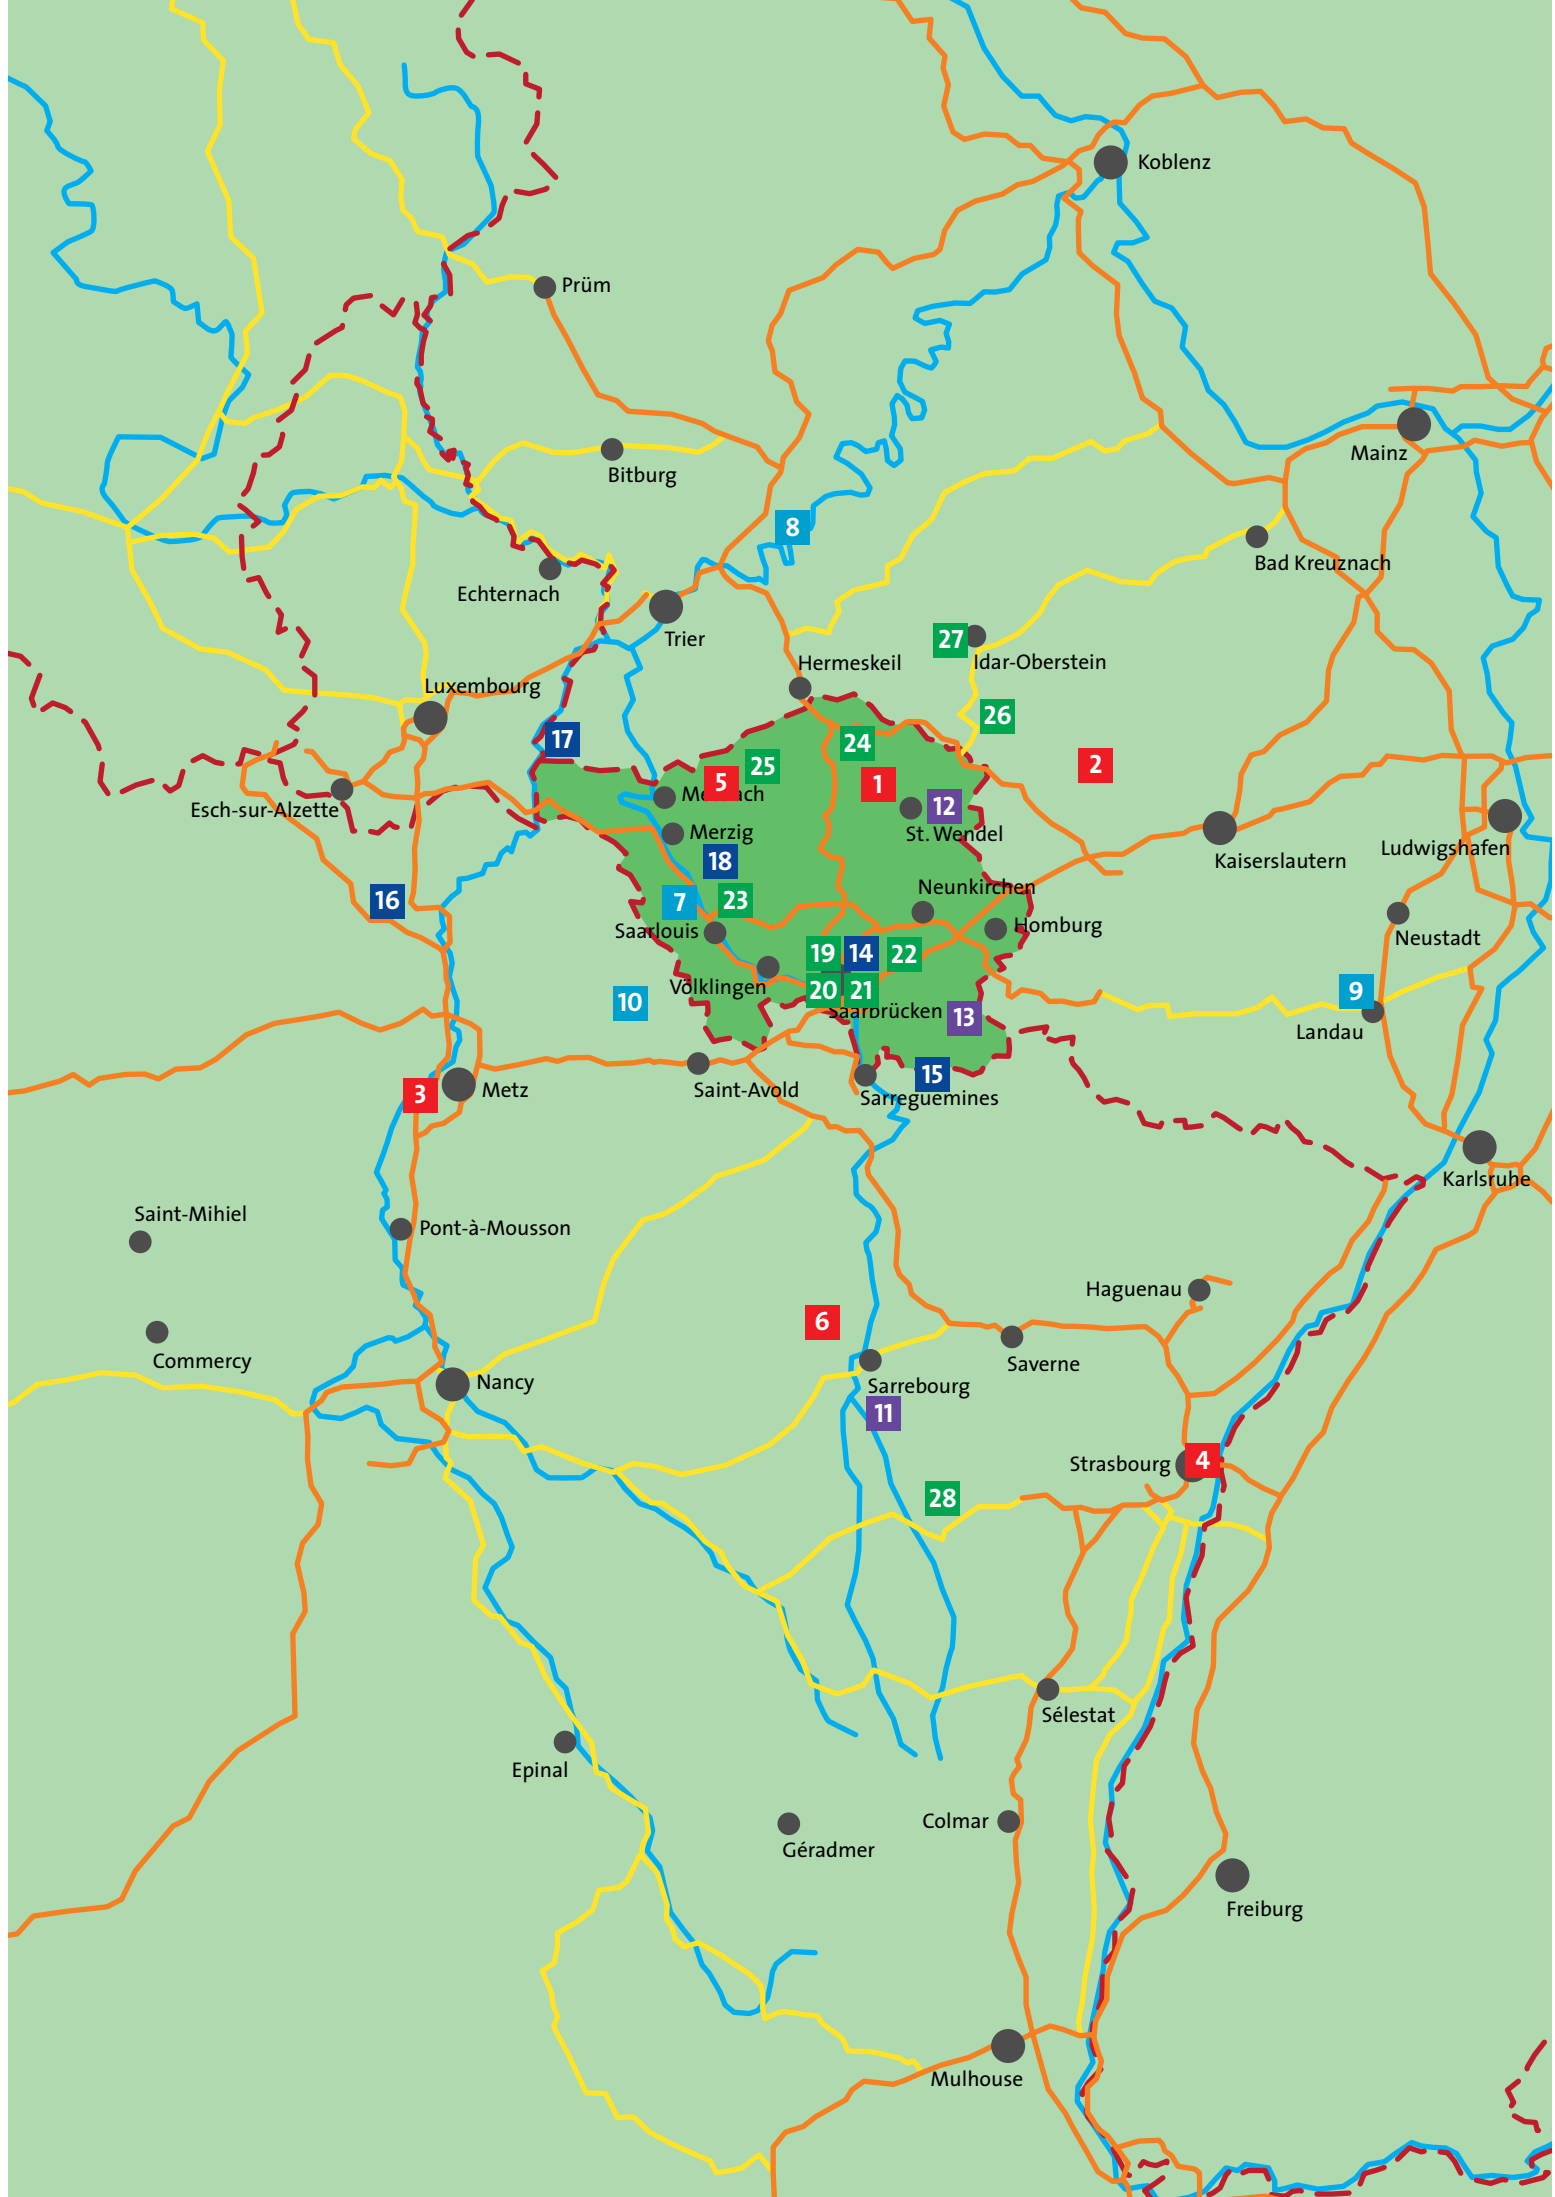 Koblenz
Prüm
Mainz
Bitburg
8
Bad Kreuznach
Echternach
Trier
27
Idar-Oberstein
Hermeskeil
Luxembourg
26
17
24
25
2
5
1
Esch-sur-Alzette
12
Merzig
St. Wendel
Kaiserslautern
Ludwigshafen
18
Neunkirchen
16
7
23
Saarlouis
Homburg
Neustadt
19
14
22
Völklingen
20
21
10
9
Saarbrücken
13
Landau
15
Saint-Avold
Sarreguemines
3
Metz
Karlsruhe
Saint-Mihiel
Pont-à-Mousson
Haguenau
6
Commercy
Saverne
Nancy
Sarrebourg
11
Strasbourg
4
28
Sélestat
Epinal
Colmar
Géradmer
Freiburg
Mulhouse